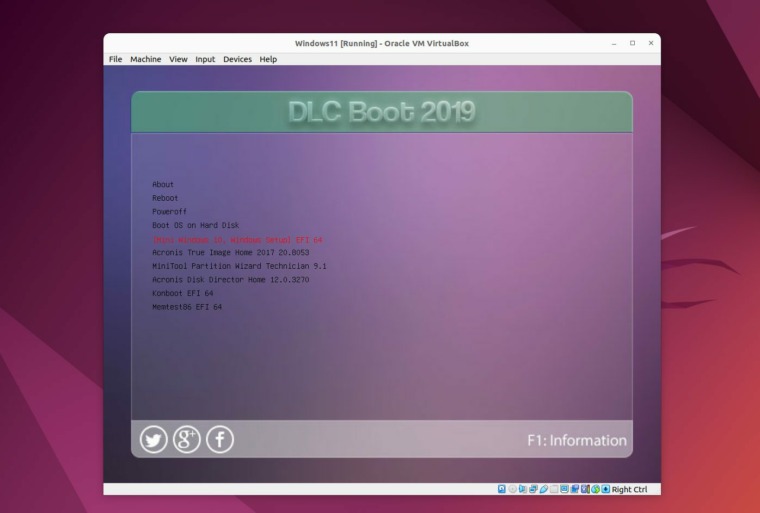 Windows11 [Running] - Oracle VM VirtualBox
File Machine View Input Devices Help
DLC Boot 2019
About
Reboot
Poweroff
Boot OS on Hard Disk
Windows 10, Windows Setup) EFI 64
Acronis True Image Home 2017 20.8053
MiniTool Partition Wizard Technician 9.1
Acronis Disk Director Home 12.0.3270
Konboot EFI 64
Memtest86 EFI 64
F1: Information
Right Ctrl